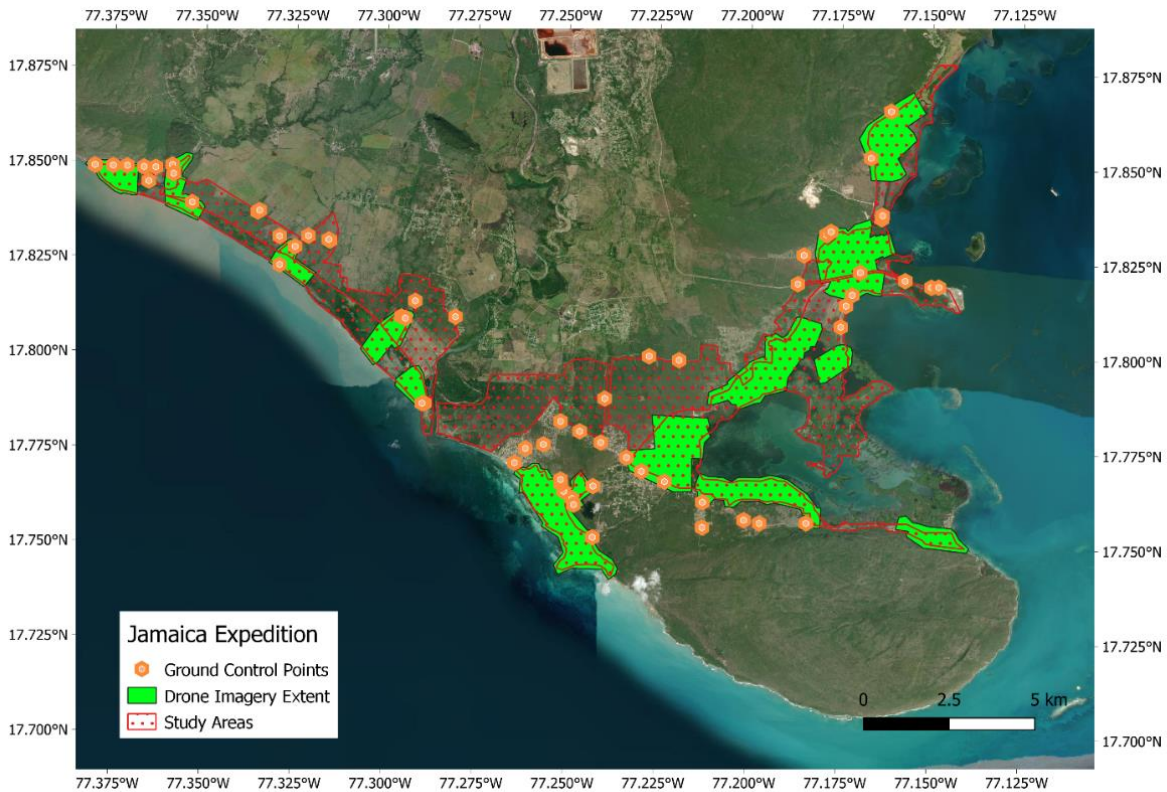 77.375°W 77.350°W 77.325°W 77.300°W 77.275°W 77.250°W 77.225°W 77.200°W 77.175°W 77.150°W 77.125°W
17.875°N 17.875°N
17.850°N 17.850°N
17.825°N 17.825°N
17.800°N 17.800°N
17.775°N 17.775°N
17.750°N 17.750°N
17.725°N 17.725°N
17.700°N 17.700°N
Jamaica Expedition
Ground Control Points
Drone Imagery Extent
Study Areas
0 2.5 5 km
77.375°W 77.350°W 77.325°W 77.300°W 77.275°W 77.250°W 77.225°W 77.200°W 77.175°W 77.150°W 77.125°W